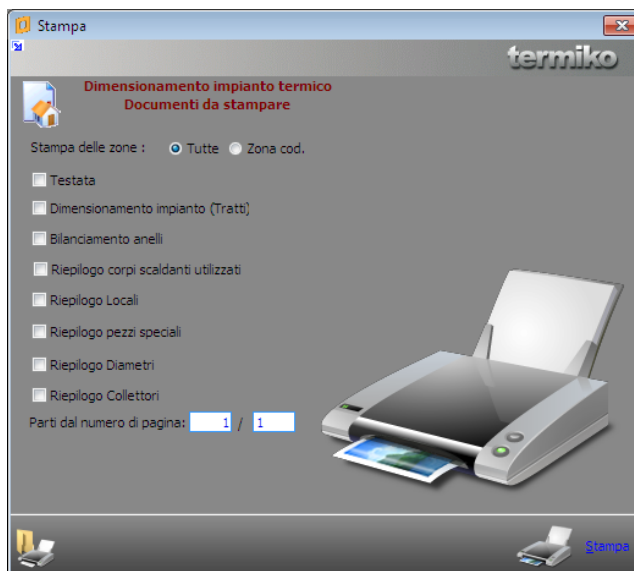 Stampa
termiko
Dimensionamento impianto termico
Documenti da stampare
Stampa delle zone : Tutte Zona cod.
Testata
Dimensionamento impianto (Tratti)
Bilanciamento anelli
Riepilogo corpi scaldanti utilizzati
Riepilogo Locali
Riepilogo pezzi speciali
Riepilogo Diametri
Riepilogo Collettori
Parti dal numero di pagina: 1 / 1
Stampa